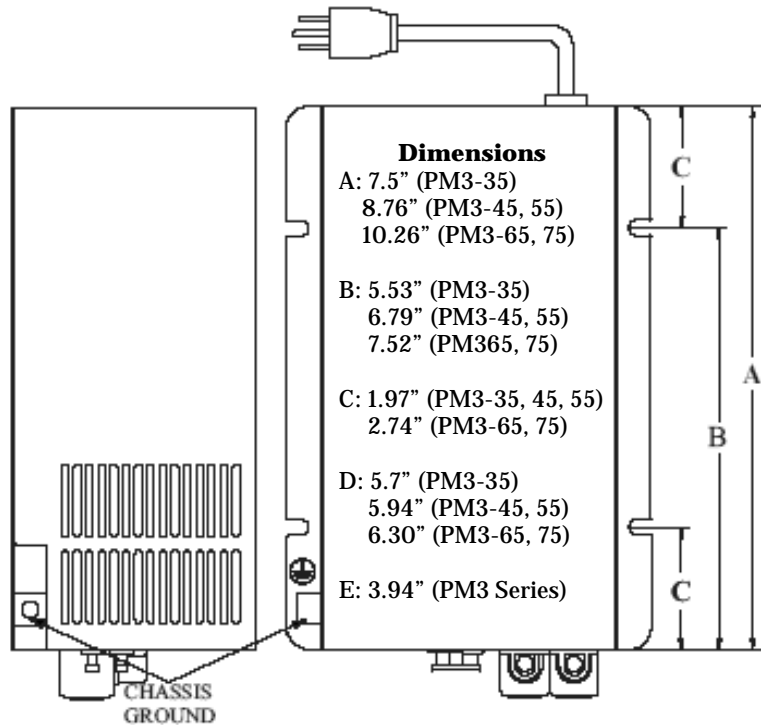 Dimensions
A: 7.5” (PM3-35)
8.76” (PM3-45, 55)
10.26” (PM3-65, 75)
B: 5.53” (PM3-35)
6.79” (PM3-45, 55)
7.52” (PM365, 75)
C: 1.97” (PM3-35, 45, 55)
2.74” (PM3-65, 75)
D: 5.7” (PM3-35)
5.94” (PM3-45, 55)
6.30” (PM3-65, 75)
E: 3.94” (PM3 Series)
C
A
B
C
CHASSIS
GROUND